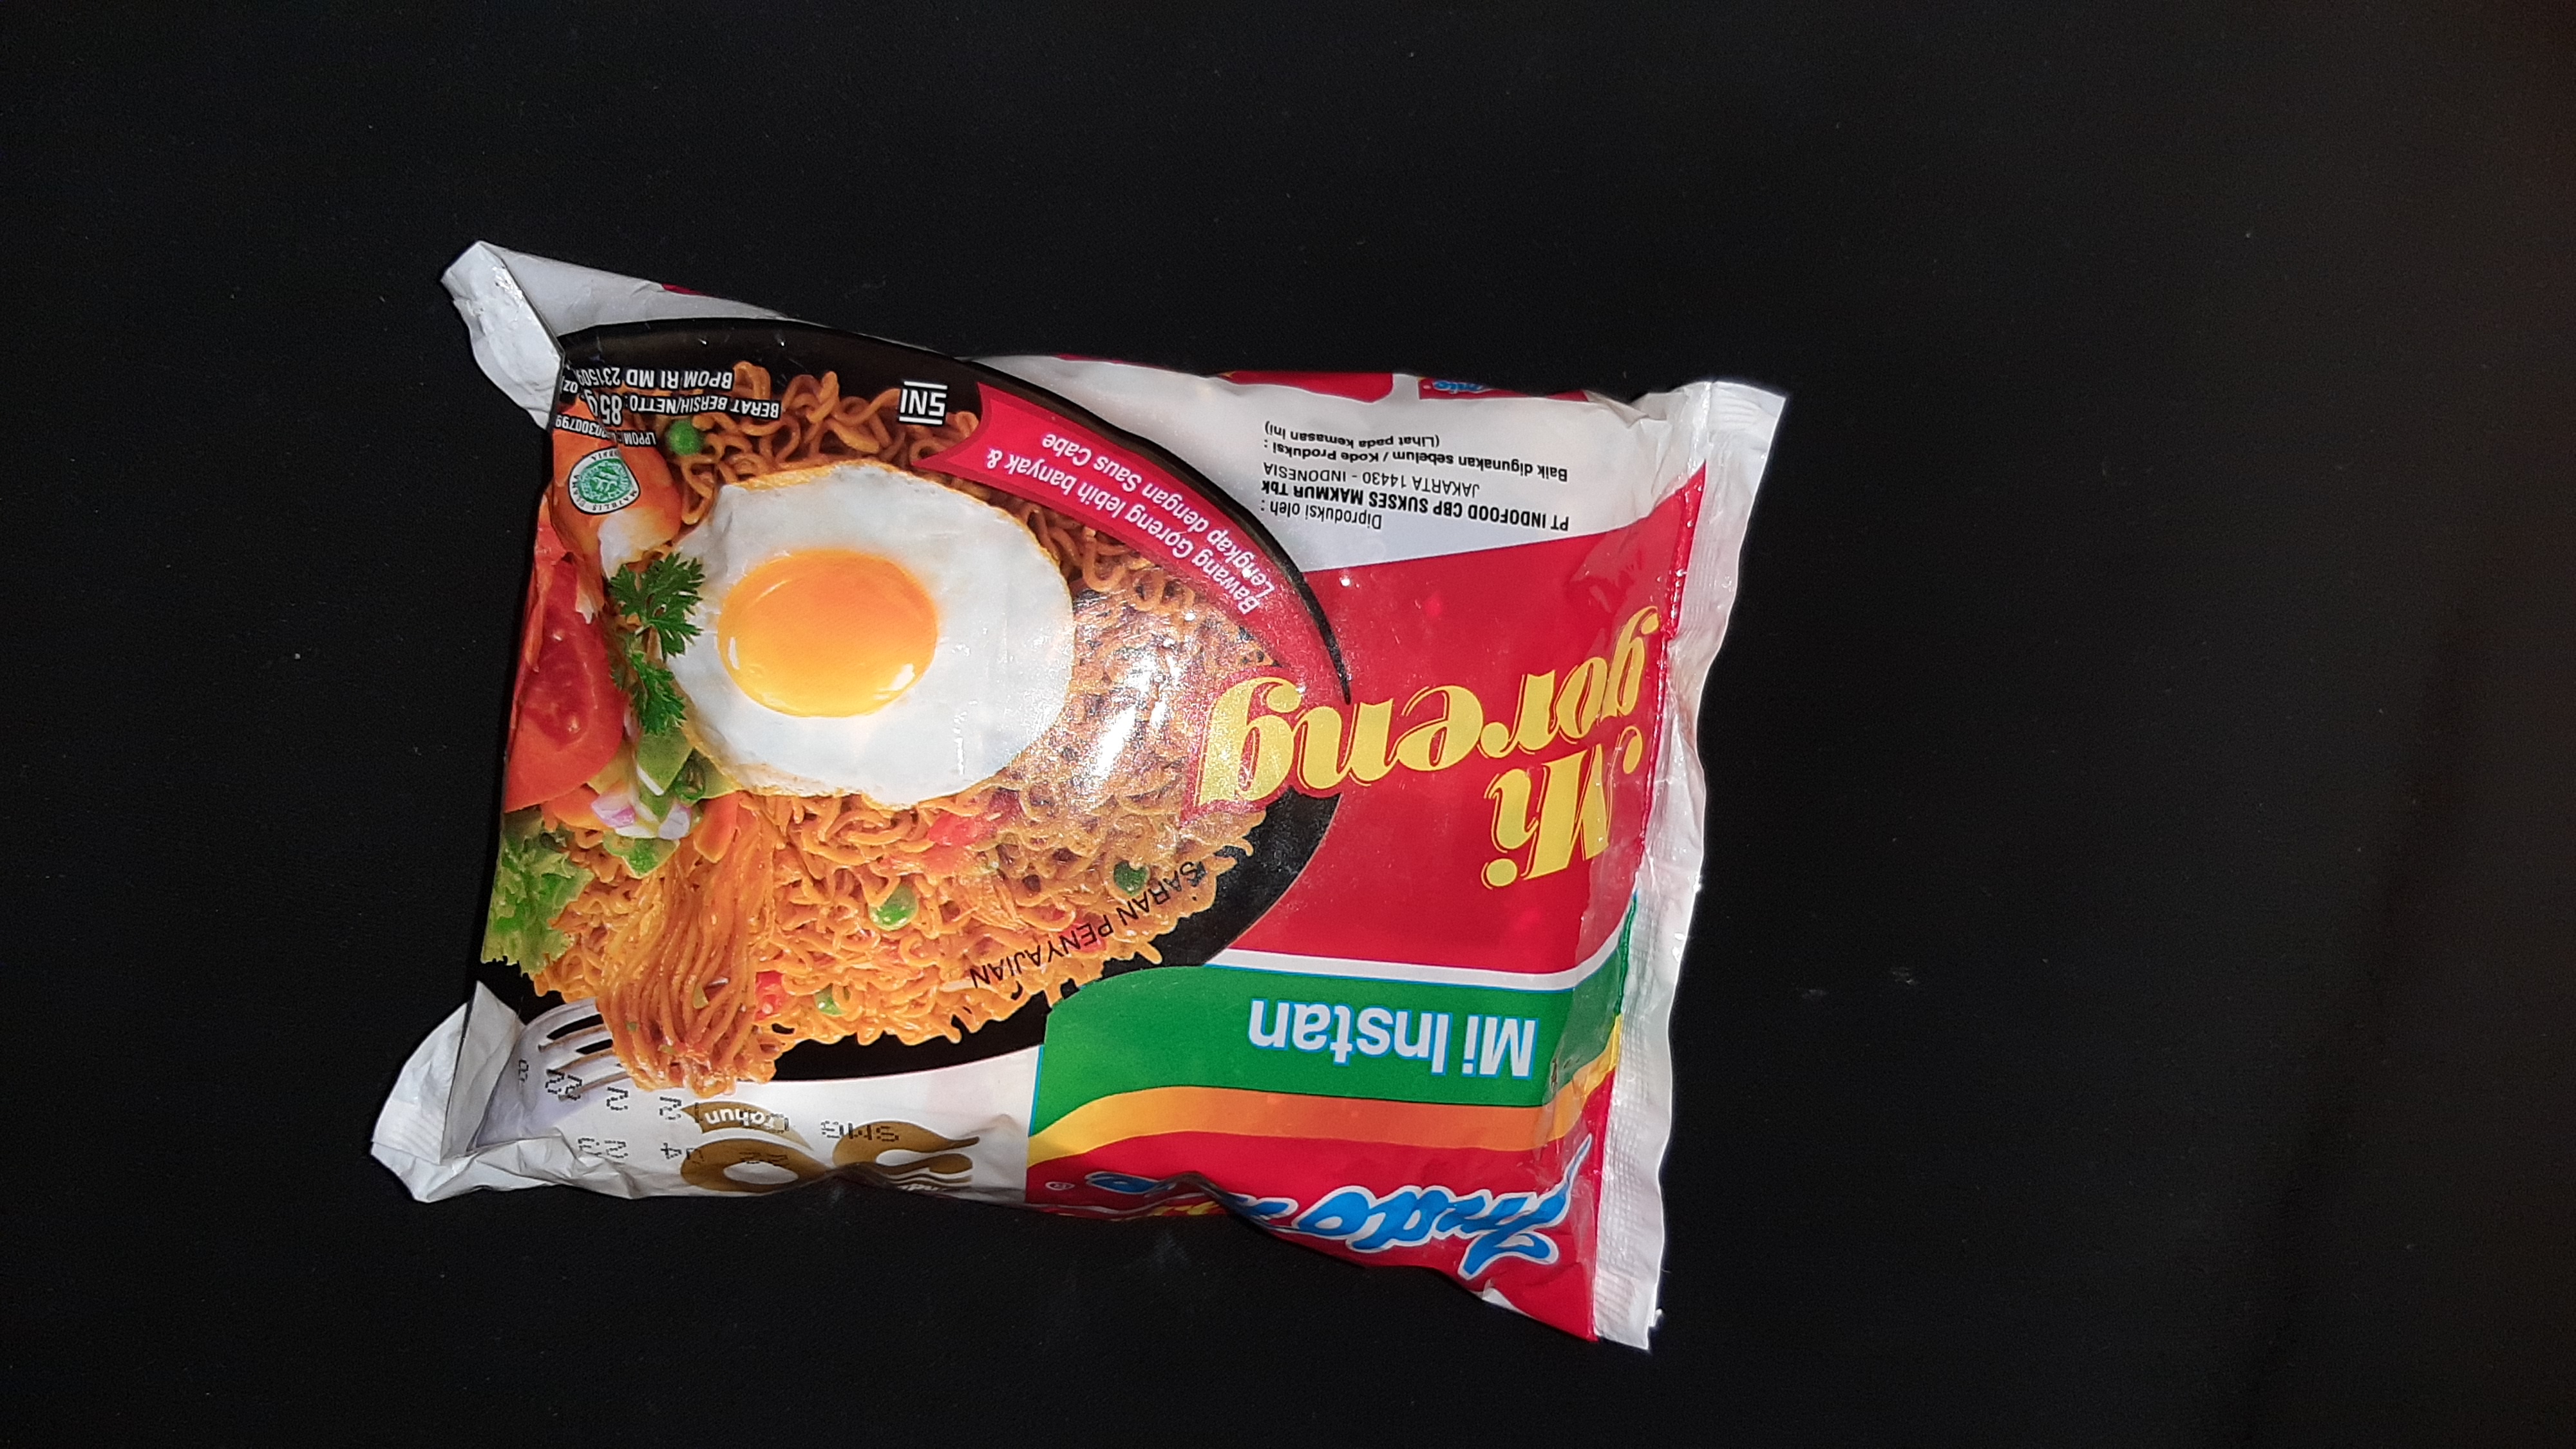 Mi Instan
Mi
goreng
SARAN PENYAJIAN
Tahun
Bawang Goreng lebih banyak &
Lengkap dengan Saus Cabe
SNI
BERAT BERSIH/NETTO 85g
BPOM RI MD
Diproduksi oleh :
PT INDOFOOD CBP SUKSES MAKMUR Tbk
JAKARTA 14430 - INDONESIA
Baik digunakan sebelum / Kode Produksi :
(Lihat pada kemasan ini)